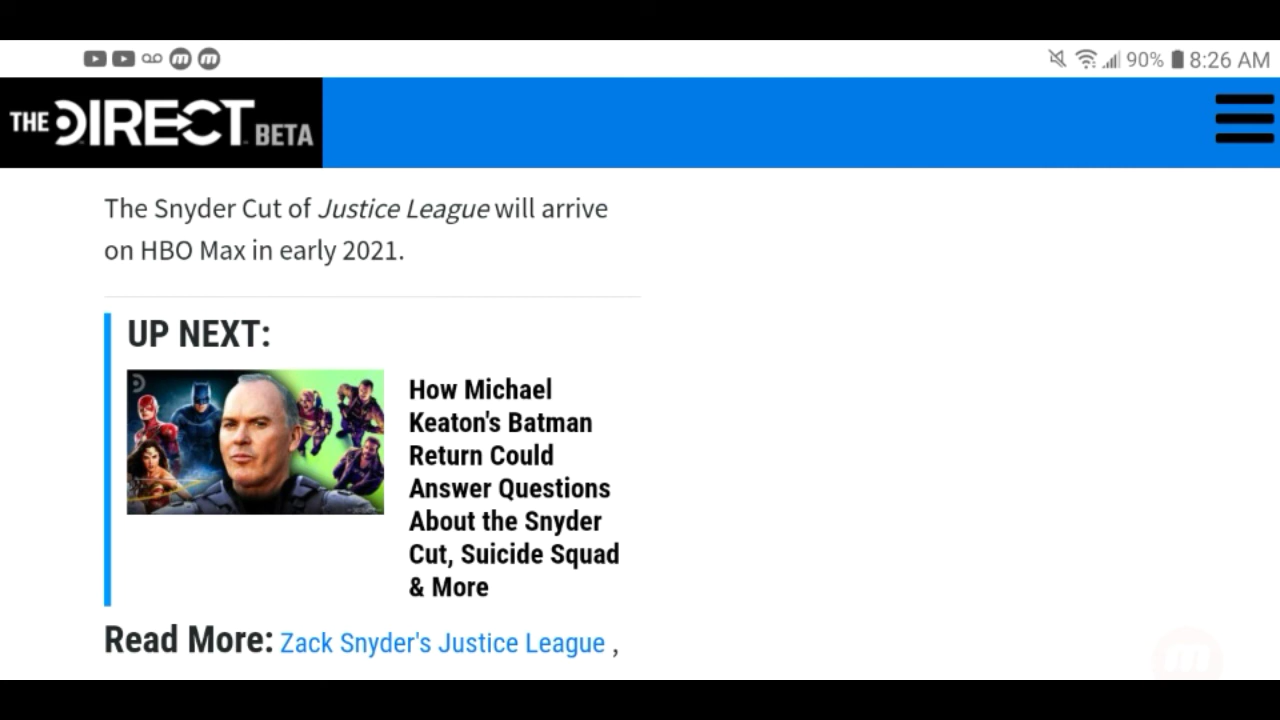 90% 8:26 AM
THE DIRECT BETA
The Snyder Cut of Justice League will arrive
on HBO Max in early 2021.
UP NEXT:
How Michael
Keaton's Batman
Return Could
Answer Questions
About the Snyder
Cut, Suicide Squad
& More
Read More: Zack Snyder's Justice League ,